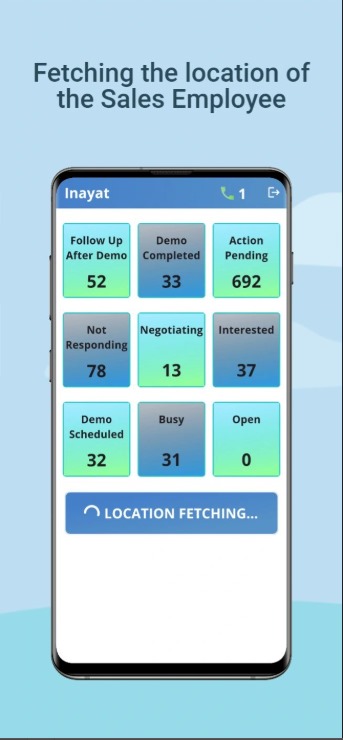 Fetching the location of
the Sales Employee
Inayat
1
Follow Up
After Demo
52
Demo
Completed
33
Action
Pending
692
Not
Responding
78
Negotiating
13
Interested
37
Demo
Scheduled
32
Busy
31
Open
0
LOCATION FETCHING...